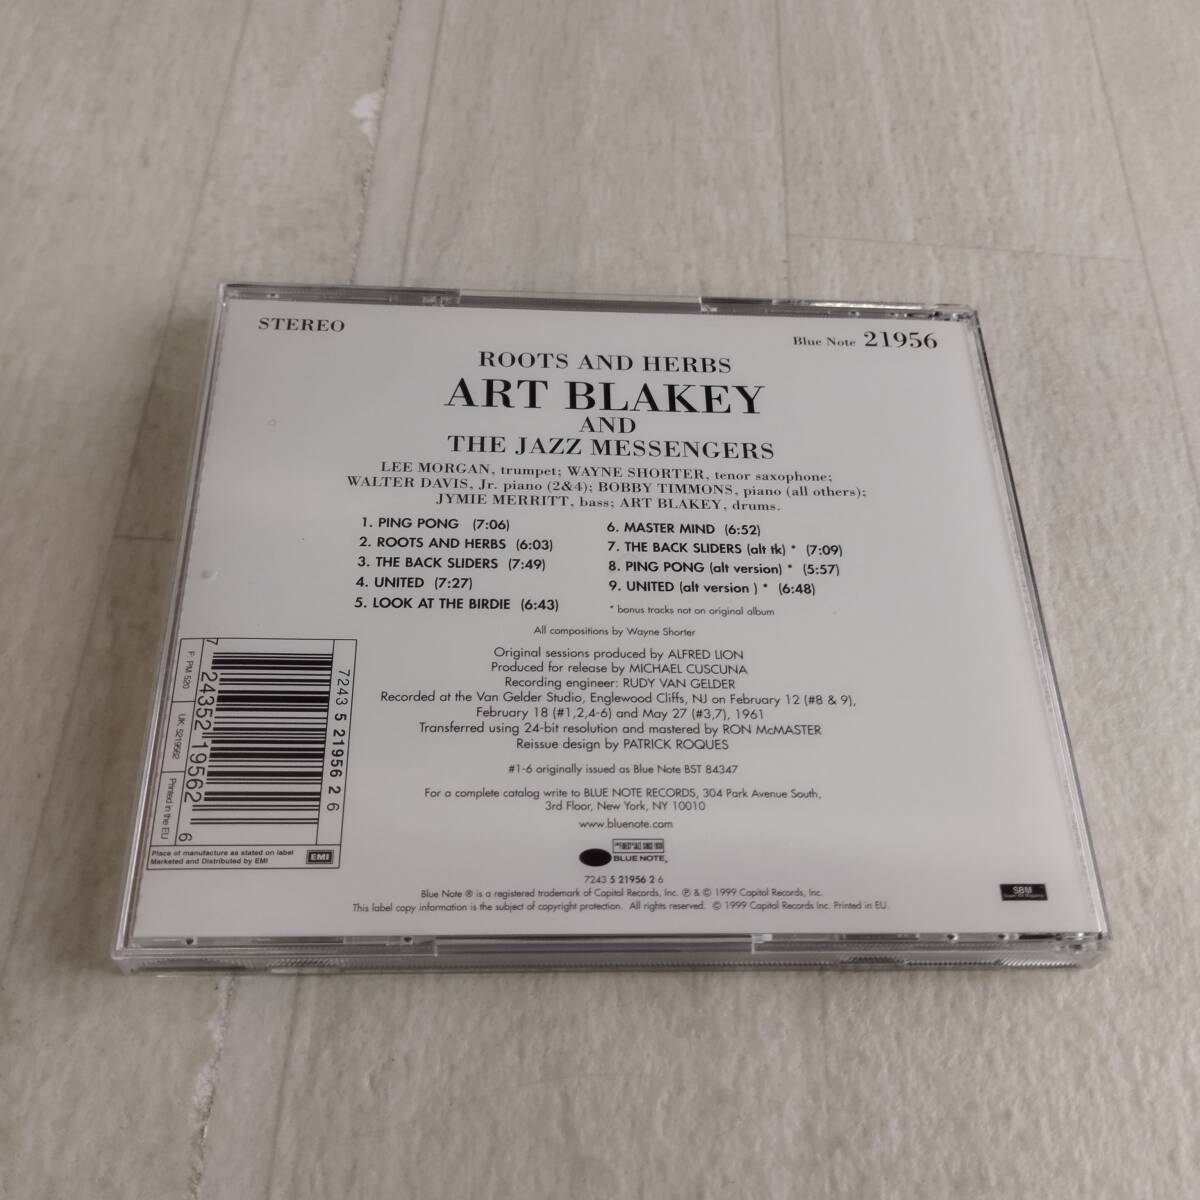 STEREO
Blue Note 21956
ROOTS AND HERBS
ART BLAKEY
AND
THE JAZZ MESSENGERS
LEE MORGAN, trumpet; WAYNE SHORTER, tenor saxophone;
WALTER DAVIS, Jr. piano (2&4); BOBBY TIMMONS, piano (all others);
JYMIE MERRITT, bass; ART BLAKEY, drums.
1. PING PONG (7:06)
2. ROOTS AND HERBS (6:03)
3. THE BACK SLIDERS (7:49)
4. UNITED (7:27)
5. LOOK AT THE BIRDIE (6:43)
6. MASTER MIND (6:52)
7. THE BACK SLIDERS (alt tk) * (7:09)
8. PING PONG (alt version) * (5:57)
9. UNITED (alt version ) * (6:48)
* bonus tracks not on original album
All compositions by Wayne Shorter
Original sessions produced by ALFRED LION
Produced for release by MICHAEL CUSCUNA
Recording engineer: RUDY VAN GELDER
Recorded at the Van Gelder Studio, Englewood Cliffs, NJ on February 12 (#8 & 9),
February 18 (#1,2,4-6) and May 27 (#3,7), 1961
Transferred using 24-bit resolution and mastered by RON McMASTER
Reissue design by PATRICK ROQUES
#1-6 originally issued as Blue Note BST 84347
For a complete catalog write to BLUE NOTE RECORDS, 304 Park Avenue South,
3rd Floor, New York, NY 10010
www.bluenote.com
THE FINEST IN JAZZ SINCE 1939
BLUE NOTE
7243 5 21956 2 6
Blue Note ® is a registered trademark of Capitol Records, Inc. ℗ & © 1999 Capitol Records, Inc.
This label copy information is the subject of copyright protection. All rights reserved. © 1999 Capitol Records Inc. Printed in EU.
F: PM 520
UK: 5219562
Printed in the EU
7 24352 19562 6
7243 5 21956 2 6
Place of manufacture as stated on label
Marketed and Distributed by EMI
EMI
SBM